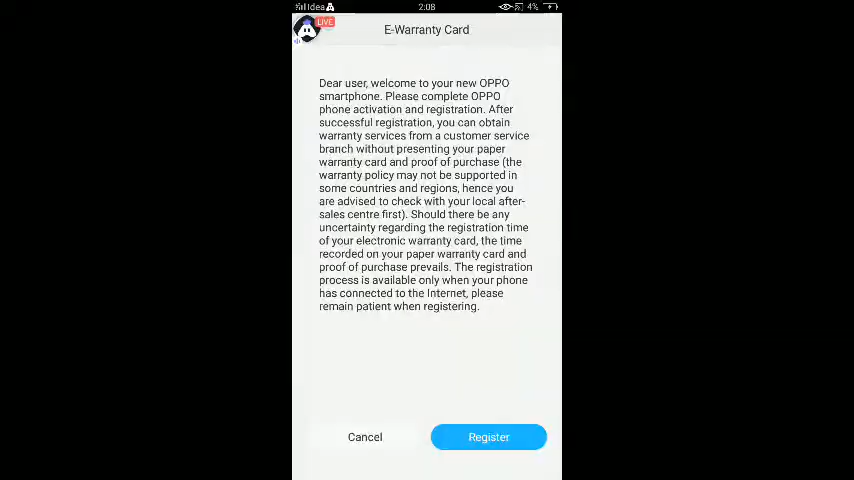 Idea
2:08
4%
LIVE
E-Warranty Card
Dear user, welcome to your new OPPO
smartphone. Please complete OPPO
phone activation and registration. After
successful registration, you can obtain
warranty services from a customer service
branch without presenting your paper
warranty card and proof of purchase (the
warranty policy may not be supported in
some countries and regions, hence you
are advised to check with your local after-
sales centre first). Should there be any
uncertainty regarding the registration time
of your electronic warranty card, the time
recorded on your paper warranty card and
proof of purchase prevails. The registration
process is available only when your phone
has connected to the Internet, please
remain patient when registering.
Cancel
Register